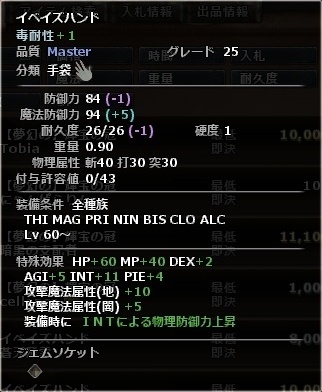 イベイズハンド
毒耐性+1
品質 Master グレード 25
分類 手袋
防御力 84 (-1)
魔法防御力 94 (+5)
耐久度 26/26 (-1) 硬度 1
重量 0.90
物理属性 斬40 打30 突30
付与許容値 0/43
装備条件 全種族
THI MAG PRI NIN BIS CLO ALC
Lv 60～
特殊効果 HP+60 MP+40 DEX+2
AGI+5 INT+11 PIE+4
攻撃魔法属性(地) +10
攻撃魔法属性(闇) +5
装備時に ＩＮＴによる物理防御力上昇
ジェムソケット